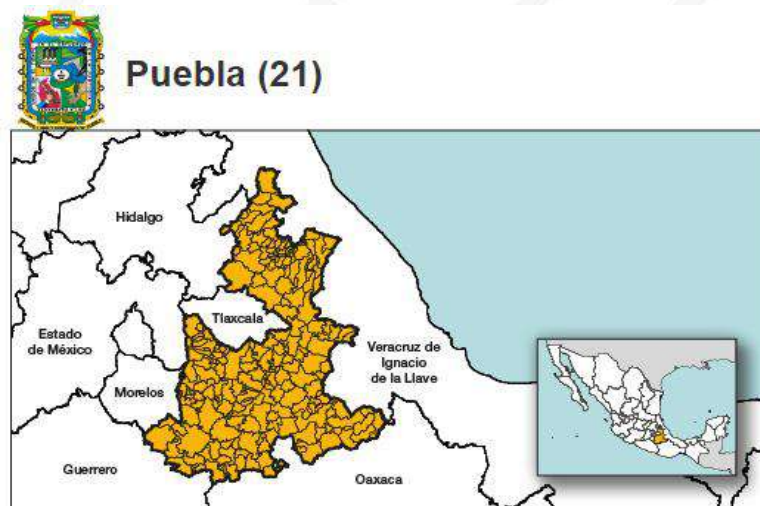 Puebla (21)
Hidalgo
Tlaxcala
Estado
de México
Veracruz de
Ignacio
de la Llave
Morelos
Guerrero
Oaxaca